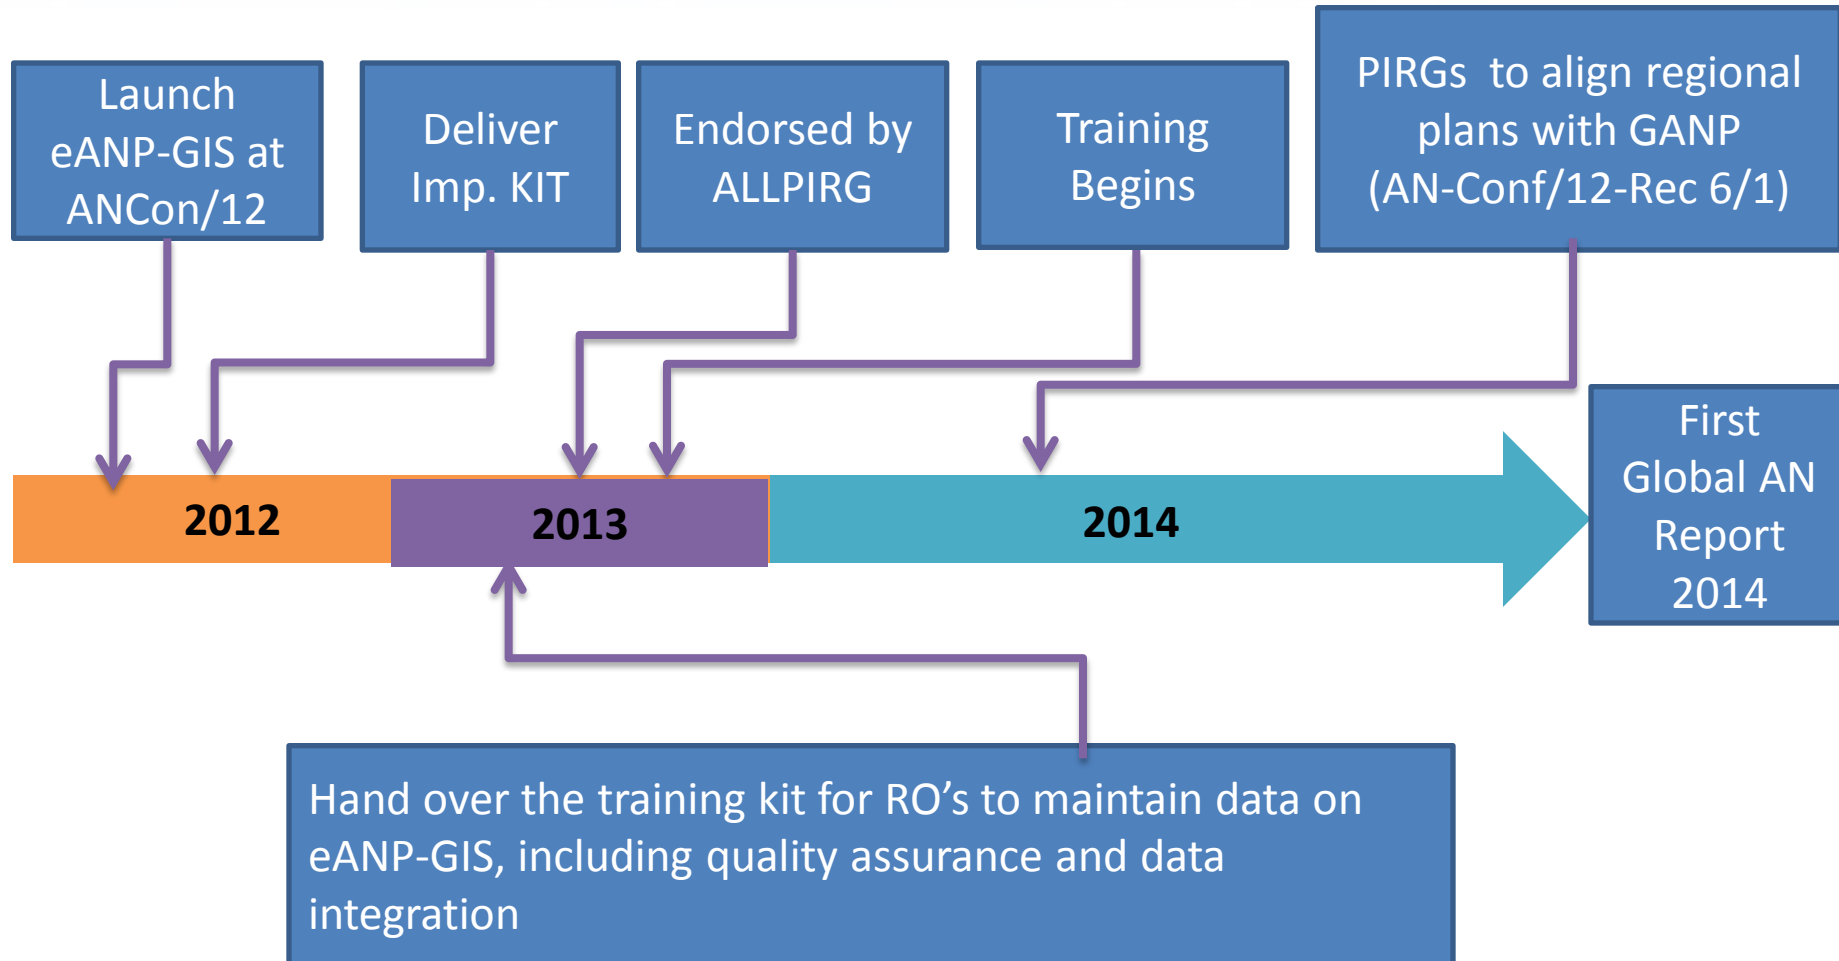 Launch
eANP-GIS at
ANCon/12
Deliver
Imp. KIT
Endorsed by
ALLPIRG
Training
Begins
PIRGs  to align regional
plans with GANP
(AN-Conf/12-Rec 6/1)
2012
2013
2014
First
Global AN
Report
2014
Hand over the training kit for RO’s to maintain data on
eANP-GIS, including quality assurance and data
integration